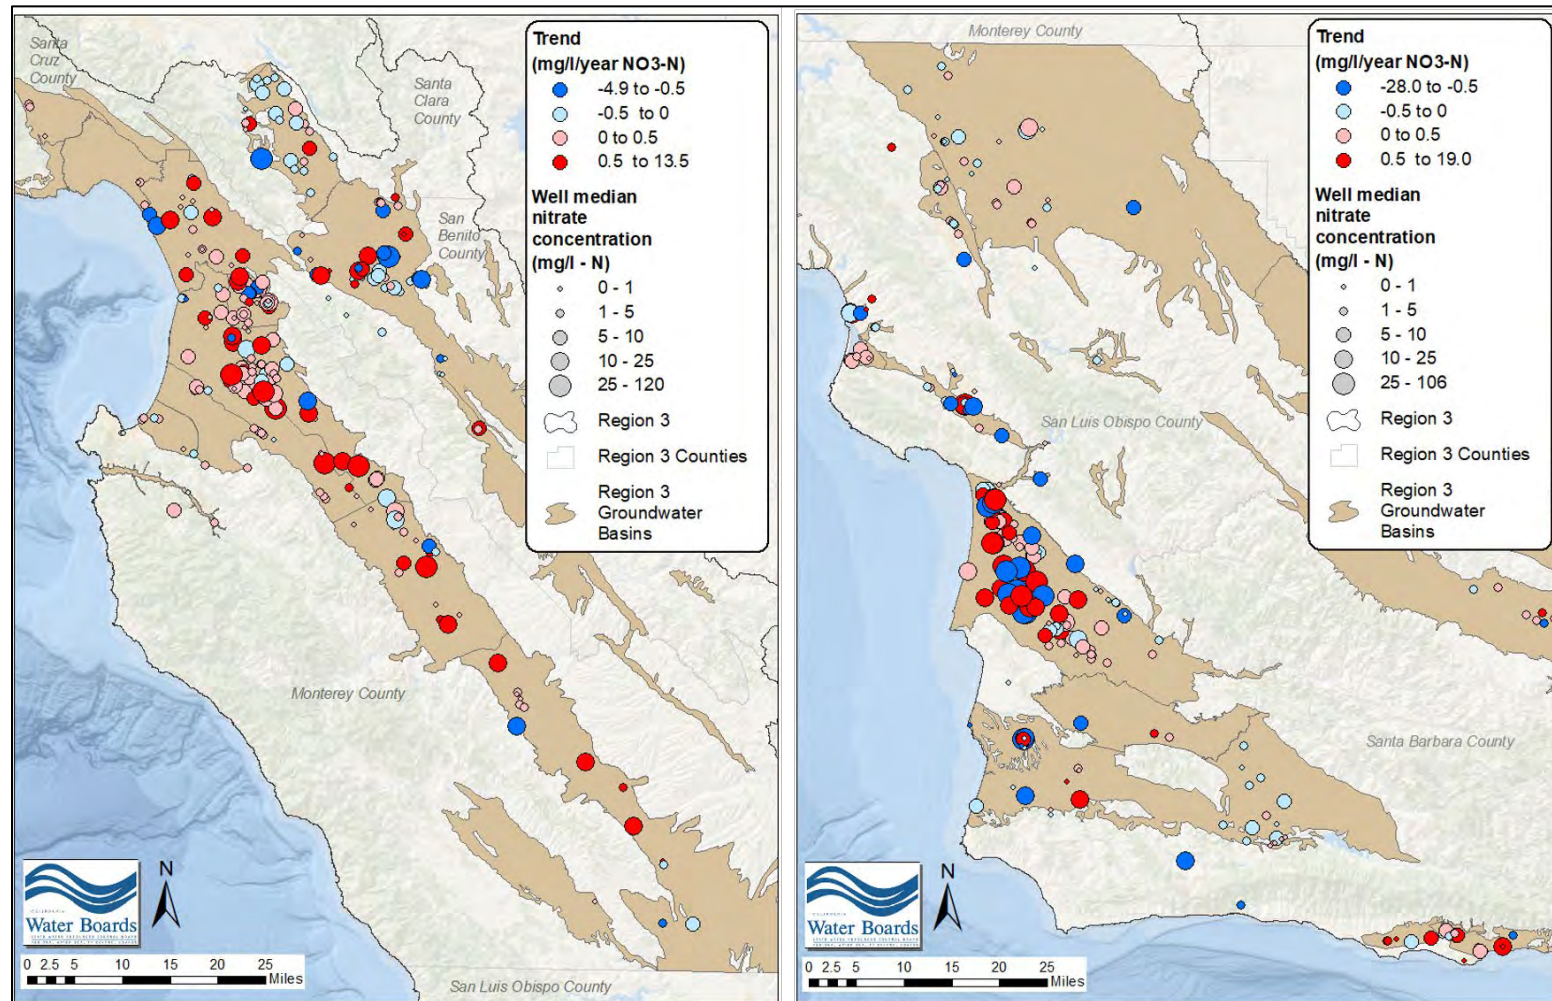 Santa
Cruz
County
Santa
Clara
County
San
Benito
County
Monterey County
San Luis Obispo County
Trend
(mg/l/year NO3-N)
-4.9 to -0.5
-0.5 to 0
0 to 0.5
0.5 to 13.5
Well median
nitrate
concentration
(mg/l - N)
0 - 1
1 - 5
5 - 10
10 - 25
25 - 120
Region 3
Region 3 Counties
Region 3
Groundwater
Basins
CALIFORNIA
Water Boards
N
0 2.5 5 10 15 20 25
Miles
Monterey County
San Luis Obispo County
Santa Barbara County
Trend
(mg/l/year NO3-N)
-28.0 to -0.5
-0.5 to 0
0 to 0.5
0.5 to 19.0
Well median
nitrate
concentration
(mg/l - N)
0 - 1
1 - 5
5 - 10
10 - 25
25 - 106
Region 3
Region 3 Counties
Region 3
Groundwater
Basins
CALIFORNIA
Water Boards
N
0 2.5 5 10 15 20 25
Miles